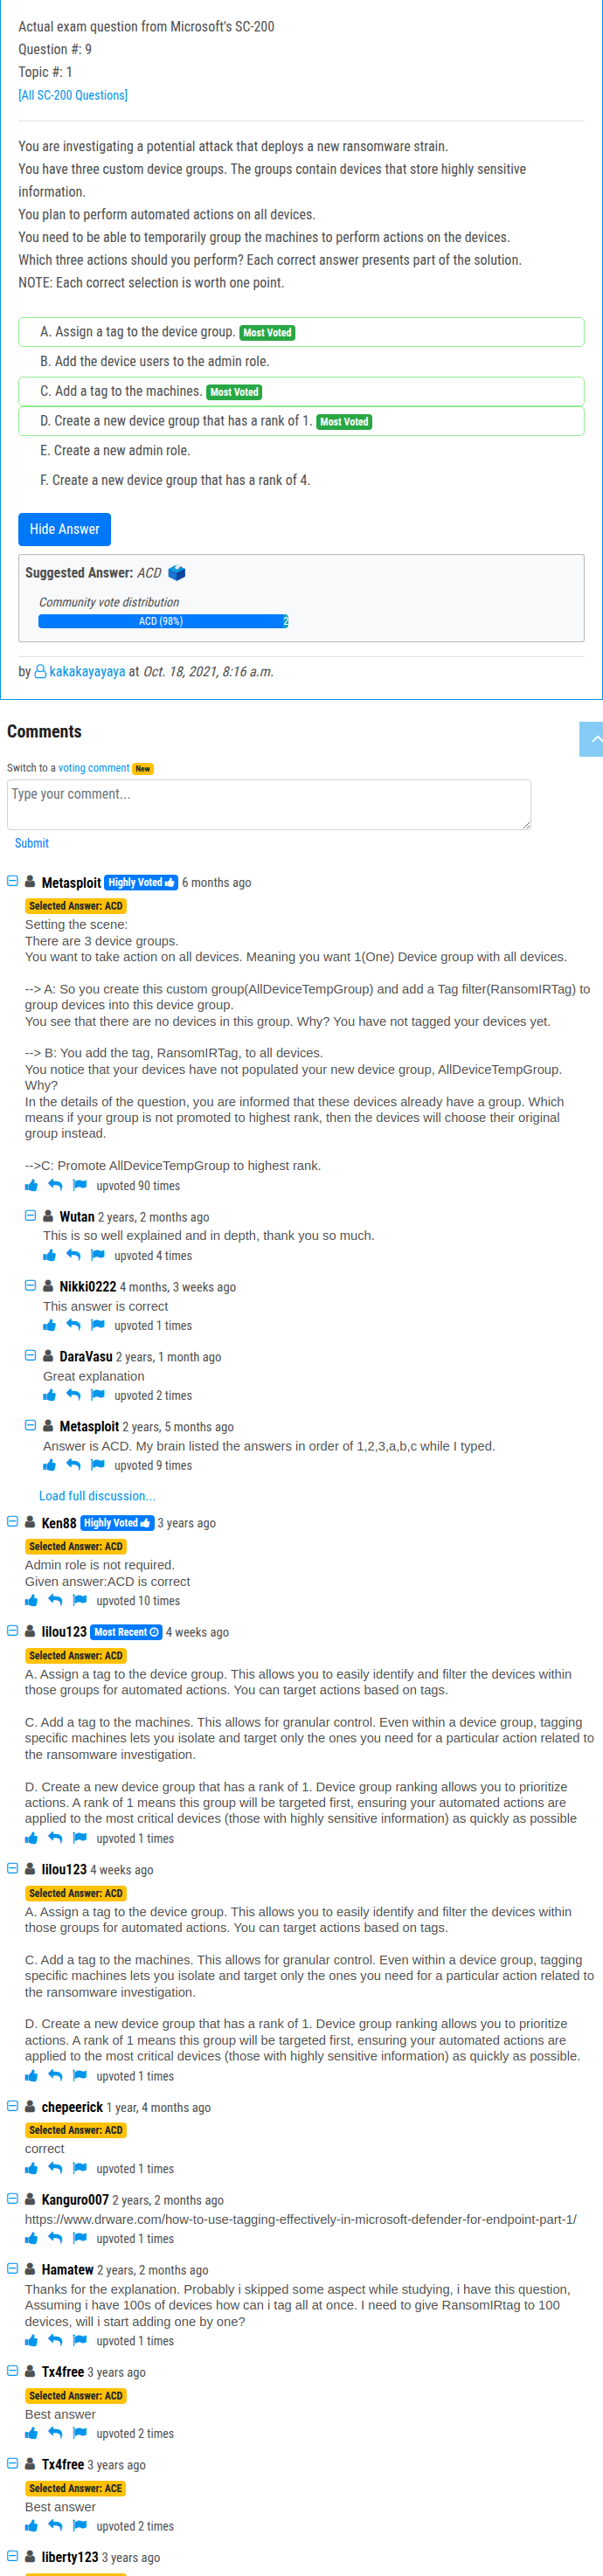 Actual exam question from Microsoft's SC-200
Question #: 9
Topic #: 1
[All SC-200 Questions]
You are investigating a potential attack that deploys a new ransomware strain.
You have three custom device groups. The groups contain devices that store highly sensitive
information.
You plan to perform automated actions on all devices.
You need to be able to temporarily group the machines to perform actions on the devices.
Which three actions should you perform? Each correct answer presents part of the solution.
NOTE: Each correct selection is worth one point.
A. Assign a tag to the device group. Most Voted
B. Add the device users to the admin role.
C. Add a tag to the machines. Most Voted
D. Create a new device group that has a rank of 1. Most Voted
E. Create a new admin role.
F. Create a new device group that has a rank of 4.
Hide Answer
Suggested Answer: ACD
Community vote distribution
ACD (98%) 2
by kakakayayaya at Oct. 18, 2021, 8:16 a.m.
Comments
Switch to a voting comment New
Type your comment...
Submit
Metasploit Highly Voted 6 months ago
Selected Answer: ACD
Setting the scene:
There are 3 device groups.
You want to take action on all devices. Meaning you want 1(One) Device group with all devices.
--> A: So you create this custom group(AllDeviceTempGroup) and add a Tag filter(RansomIRTag) to
group devices into this device group.
You see that there are no devices in this group. Why? You have not tagged your devices yet.
--> B: You add the tag, RansomIRTag, to all devices.
You notice that your devices have not populated your new device group, AllDeviceTempGroup.
Why?
In the details of the question, you are informed that these devices already have a group. Which
means if your group is not promoted to highest rank, then the devices will choose their original
group instead.
-->C: Promote AllDeviceTempGroup to highest rank.
upvoted 90 times
Wutan 2 years, 2 months ago
This is so well explained and in depth, thank you so much.
upvoted 4 times
Nikki0222 4 months, 3 weeks ago
This answer is correct
upvoted 1 times
DaraVasu 2 years, 1 month ago
Great explanation
upvoted 2 times
Metasploit 2 years, 5 months ago
Answer is ACD. My brain listed the answers in order of 1,2,3,a,b,c while I typed.
upvoted 9 times
Load full discussion...
Ken88 Highly Voted 3 years ago
Selected Answer: ACD
Admin role is not required.
Given answer:ACD is correct
upvoted 10 times
lilou123 Most Recent 4 weeks ago
Selected Answer: ACD
A. Assign a tag to the device group. This allows you to easily identify and filter the devices within
those groups for automated actions. You can target actions based on tags.
C. Add a tag to the machines. This allows for granular control. Even within a device group, tagging
specific machines lets you isolate and target only the ones you need for a particular action related to
the ransomware investigation.
D. Create a new device group that has a rank of 1. Device group ranking allows you to prioritize
actions. A rank of 1 means this group will be targeted first, ensuring your automated actions are
applied to the most critical devices (those with highly sensitive information) as quickly as possible
upvoted 1 times
lilou123 4 weeks ago
Selected Answer: ACD
A. Assign a tag to the device group. This allows you to easily identify and filter the devices within
those groups for automated actions. You can target actions based on tags.
C. Add a tag to the machines. This allows for granular control. Even within a device group, tagging
specific machines lets you isolate and target only the ones you need for a particular action related to
the ransomware investigation.
D. Create a new device group that has a rank of 1. Device group ranking allows you to prioritize
actions. A rank of 1 means this group will be targeted first, ensuring your automated actions are
applied to the most critical devices (those with highly sensitive information) as quickly as possible.
upvoted 1 times
chepeerick 1 year, 4 months ago
Selected Answer: ACD
correct
upvoted 1 times
Kanguro007 2 years, 2 months ago
https://www.drware.com/how-to-use-tagging-effectively-in-microsoft-defender-for-endpoint-part-1/
upvoted 1 times
Hamatew 2 years, 2 months ago
Thanks for the explanation. Probably i skipped some aspect while studying, i have this question,
Assuming i have 100s of devices how can i tag all at once. I need to give RansomIRtag to 100
devices, will i start adding one by one?
upvoted 1 times
Tx4free 3 years ago
Selected Answer: ACD
Best answer
upvoted 2 times
Tx4free 3 years ago
Selected Answer: ACE
Best answer
upvoted 2 times
liberty123 3 years ago